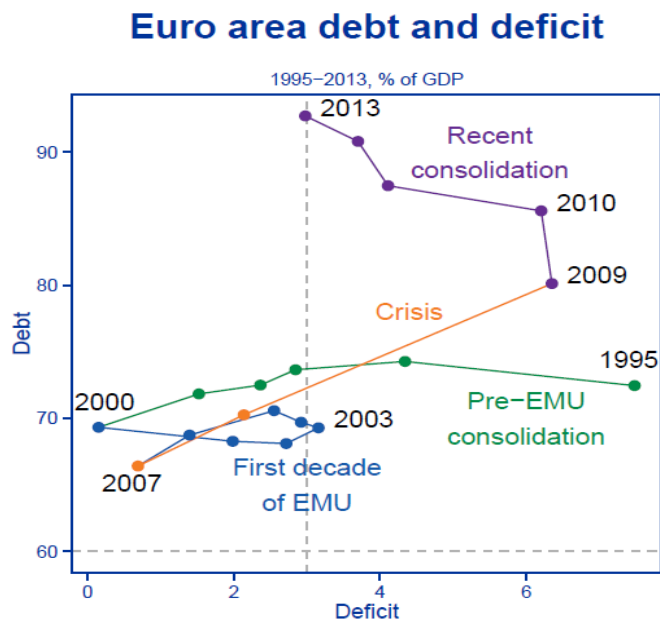 Euro area debt and deficit
1995−2013, % of GDP
2013
Recent
consolidation
90
2010
2009
80
Crisis
Debt
1995
2000
Pre−EMU
consolidation
70
2003
First decade
of EMU
2007
60
0
2
4
6
Deficit